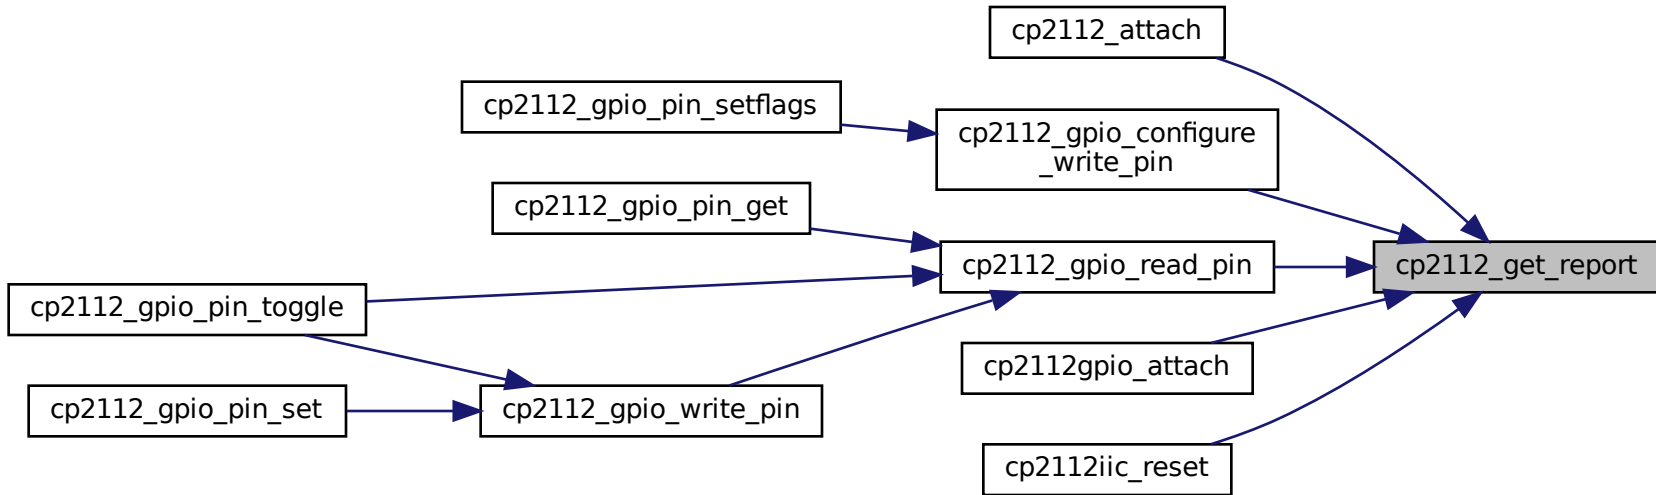 cp2112_attach
cp2112_gpio_pin_setflags
cp2112_gpio_configure
_write_pin
cp2112_gpio_pin_get
cp2112_gpio_read_pin
cp2112_get_report
cp2112_gpio_pin_toggle
cp2112gpio_attach
cp2112_gpio_pin_set
cp2112_gpio_write_pin
cp2112iic_reset